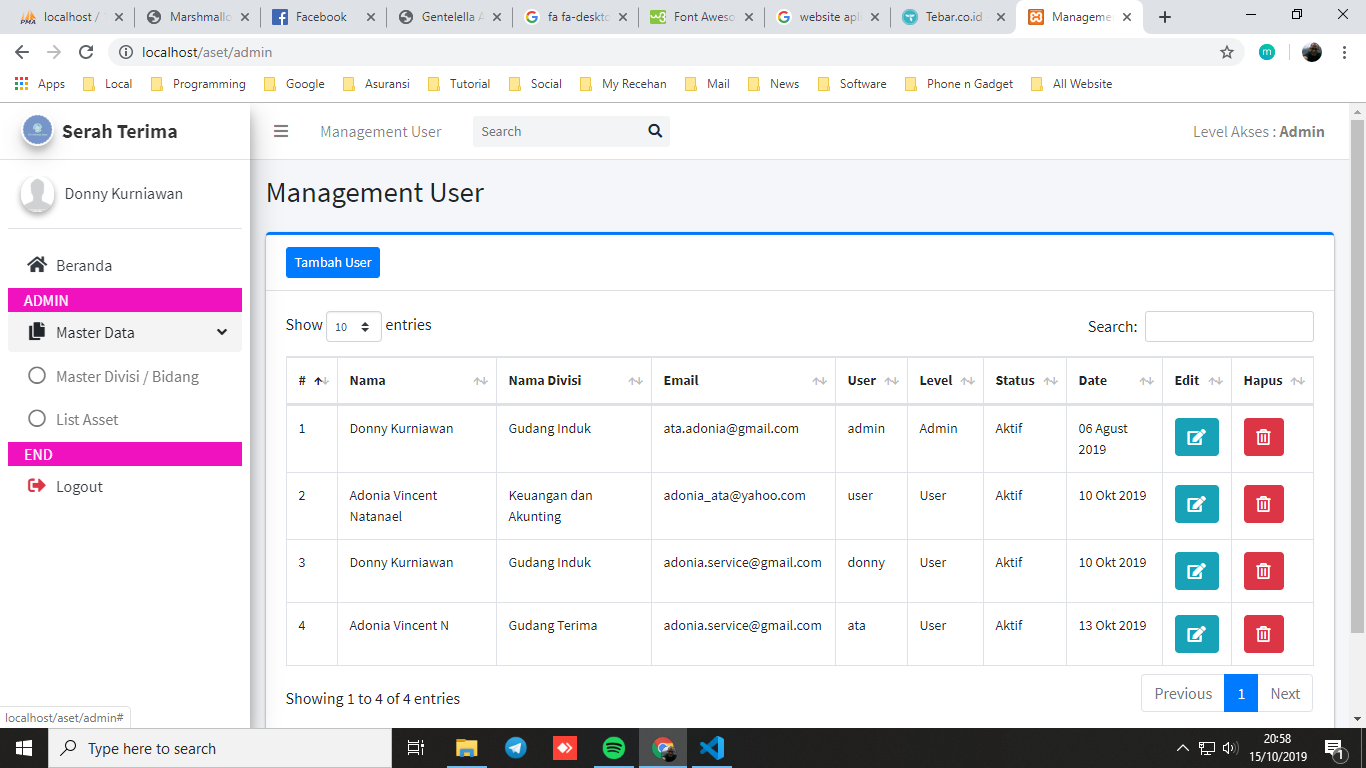 localhost /
Marshmallo
Facebook
Gentelella A
fa fa-deskto
Font Aweso
website apli
Tebar.co.id
Manageme
localhost/aset/admin
Apps
Local
Programming
Google
Asuransi
Tutorial
Social
My Recehan
Mail
News
Software
Phone n Gadget
All Website
Serah Terima
Management User
Search
Level Akses : Admin
Donny Kurniawan
Beranda
ADMIN
Master Data
Master Divisi / Bidang
List Asset
END
Logout
Management User
Tambah User
Show 10 entries
Search:
# Nama Nama Divisi Email User Level Status Date Edit Hapus
1 Donny Kurniawan Gudang Induk ata.adonia@gmail.com admin Admin Aktif 06 Agust
2019
2 Adonia Vincent Keuangan dan adonia_ata@yahoo.com user User Aktif 10 Okt 2019
Natanael Akunting
3 Donny Kurniawan Gudang Induk adonia.service@gmail.com donny User Aktif 10 Okt 2019
4 Adonia Vincent N Gudang Terima adonia.service@gmail.com ata User Aktif 13 Okt 2019
Showing 1 to 4 of 4 entries
Previous 1 Next
localhost/aset/admin#
Type here to search
20:58
15/10/2019
1